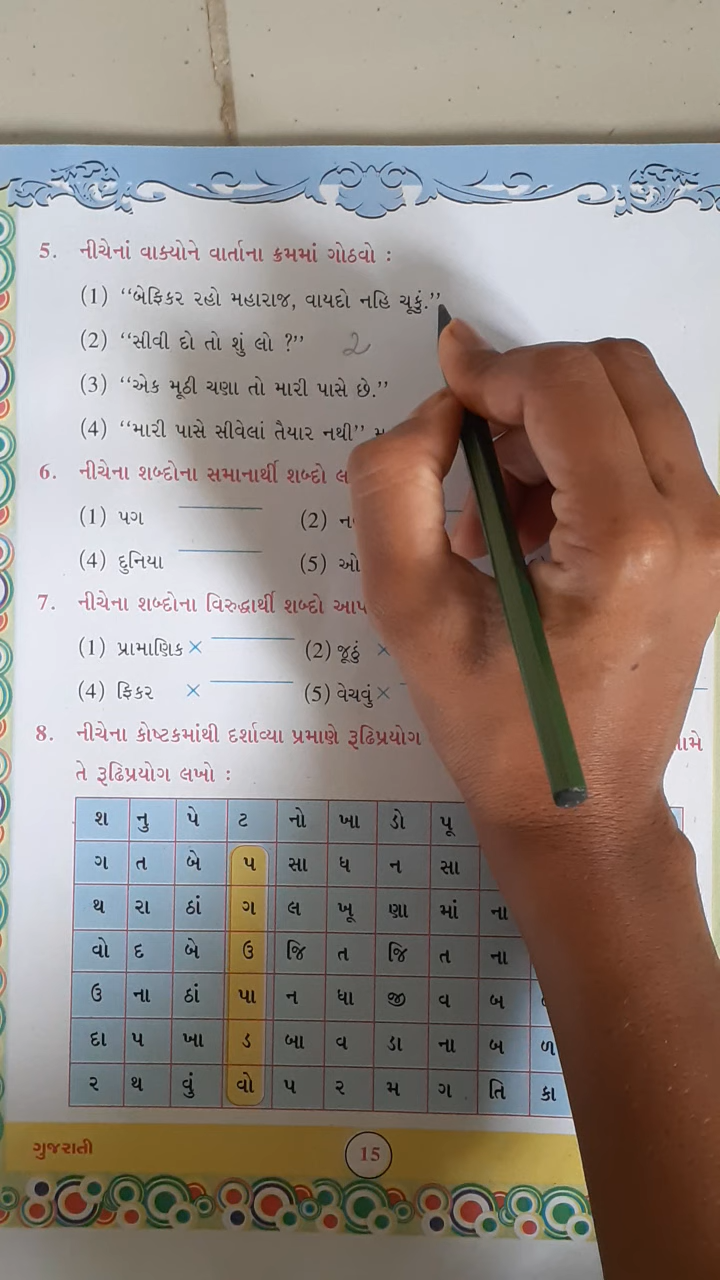 5. નીચેનાં વાક્યોને વાર્તાના ક્રમમાં ગોઠવો :
(1) “બેફિકર રહો મહારાજ, વાયદો નહિ ચૂકું.”
(2) “સીવી દો તો શું લો ?” 2
(3) “એક મૂઠી ચણા તો મારી પાસે છે.”
(4) “મારી પાસે સીવેલાં તૈયાર નથી”
6. નીચેના શબ્દોના સમાનાર્થી શબ્દો
(1) પગ (2)
(4) દુનિયા (5)
7. નીચેના શબ્દોના વિરુદ્ધાર્થી શબ્દો
(1) પ્રામાણિક × (2) જૂઠું ×
(4) ફિકર × (5) વેચવું ×
8. નીચેના કોષ્ટકમાંથી દર્શાવ્યા પ્રમાણે રૂઢિપ્રયોગ
તે રૂઢિપ્રયોગ લખો :
શ નુ પે ટ નો ખા ડો પૂ
ગ ત બે પ સા ધ ન સા
થ રા ઠાં ગ લ ખૂ ણા માં ના
વો દ બે ઉ જિ ત જિ ત ના
ઉ ના ઠાં પા ન ધા જી વ બ
દા પ ખા ડ બા વ ડા ના બ ળ
ર થ વું વો પ ર મ ગ તિ કા
ગુજરાતી 15